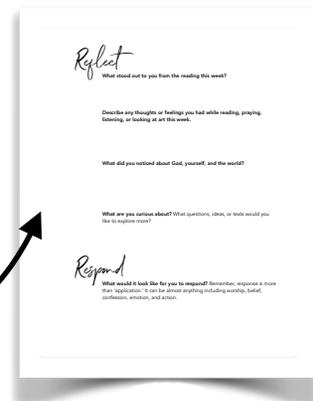 Reflect
What stood out to you from the reading this week?
Describe any thoughts or feelings you had while reading, praying,
listening, or looking at art this week.
What did you noticed about God, yourself, and the world?
What are you curious about? What questions, ideas, or texts would you
like to explore more?
Respond
What would it look like for you to respond? Remember, response is more
than ‘application.’ It can be almost anything including worship, belief,
confession, emotion, and action.